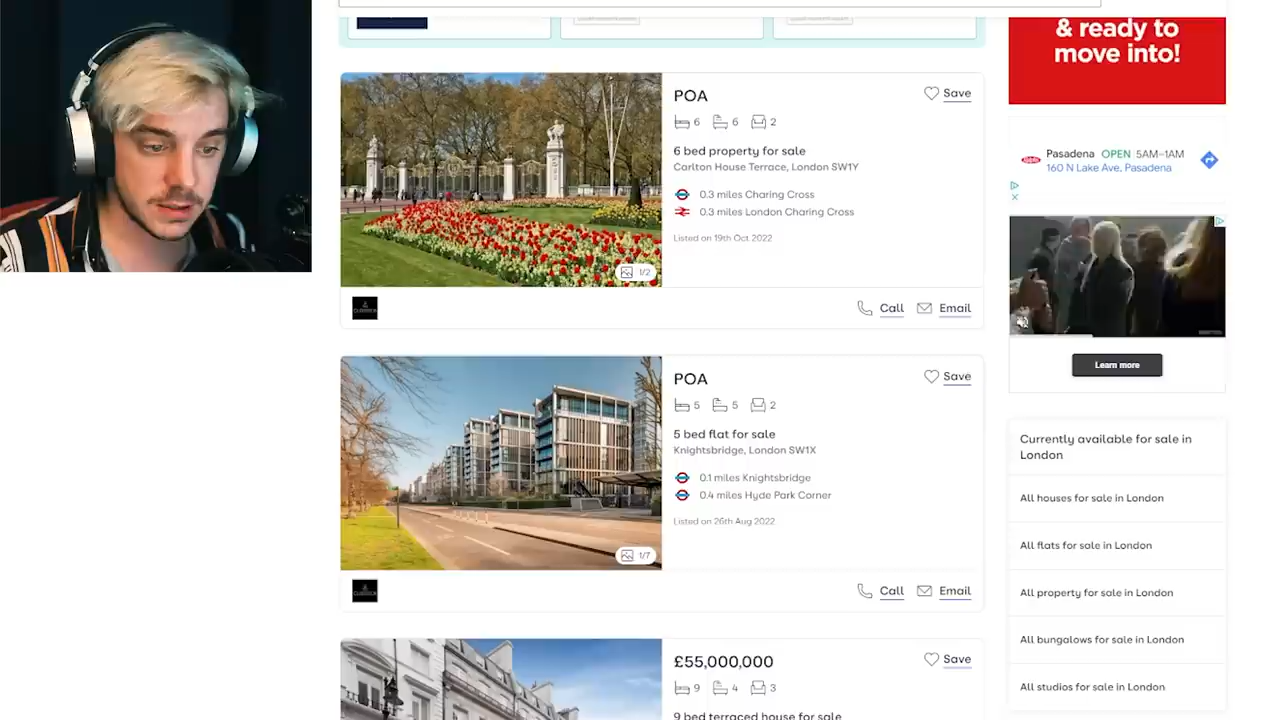 & ready to
move into!
POA
Save
6 6 2
6 bed property for sale
Carlton House Terrace, London SW1Y
0.3 miles Charing Cross
0.3 miles London Charing Cross
Listed on 19th Oct 2022
1/2
Call
Email
Pasadena OPEN 5AM–1AM
160 N Lake Ave, Pasadena
Learn more
POA
Save
5 5 2
5 bed flat for sale
Knightsbridge, London SW1X
0.1 miles Knightsbridge
0.4 miles Hyde Park Corner
Listed on 26th Aug 2022
1/7
Call
Email
£55,000,000
Save
9 4 3
9 bed terraced house for sale
Currently available for sale in
London
All houses for sale in London
All flats for sale in London
All property for sale in London
All bungalows for sale in London
All studios for sale in London